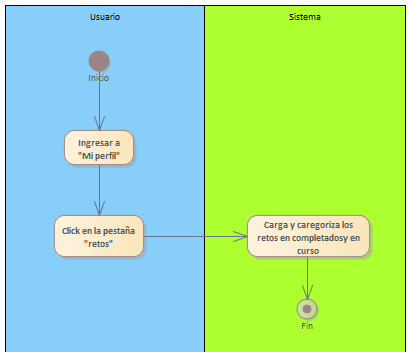 Usuario
Sistema
Inicio
Ingresar a
"Mi perfil"
Click en la pestaña
"retos"
Carga y caregoriza los
retos en completadosy en
curso
Fin